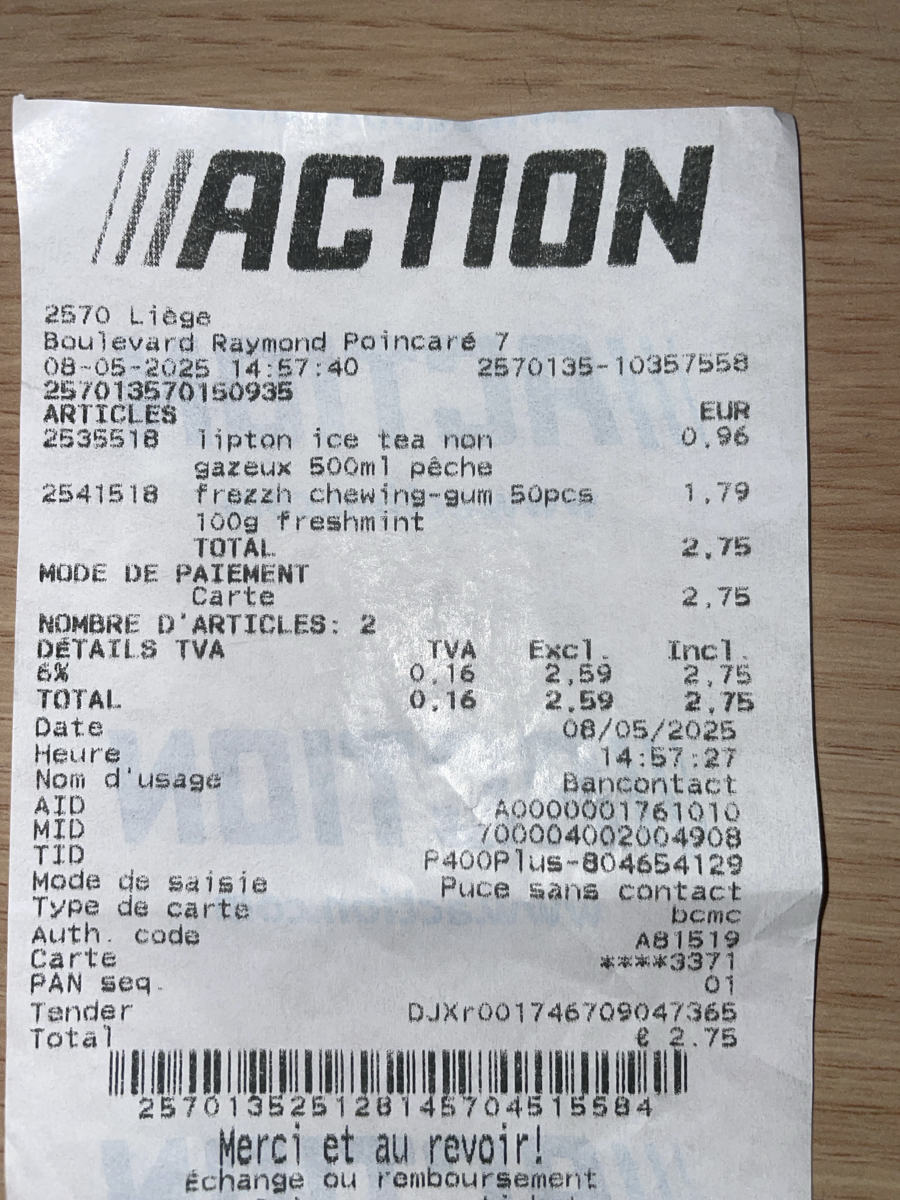 ACTION
2570 Liège
Boulevard Raymond Poincaré 7
08-05-2025 14:57:40 2570135-10357558
257013570150935
ARTICLES EUR
2535518 lipton ice tea non 0,96
gazeux 500ml pêche
2541518 frezzh chewing-gum 50pcs 1,79
100g freshmint
TOTAL 2,75
MODE DE PAIEMENT
Carte 2,75
NOMBRE D'ARTICLES: 2
DÉTAILS TVA TVA Excl. Incl.
6% 0,16 2,59 2,75
TOTAL 0,16 2,59 2,75
Date 08/05/2025
Heure 14:57:27
Nom d'usage Bancontact
AID A0000001761010
MID 700004002004908
TID P400Plus-804654129
Mode de saisie Puce sans contact
Type de carte bcmc
Auth. code A81519
Carte ****3371
PAN seq. 01
Tender DJXr001746709047365
Total € 2.75
257013525128145704515584
Merci et au revoir!
Échange ou remboursement